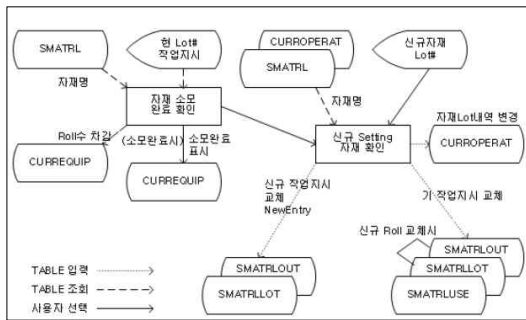 현 Lot#
작업지시
SMATRL
자재명
CURROPERAT
SMATRL
자재명
신규자재
Lot#
자재 소모
완료 확인
신규 Setting
자재 확인
자재Lot내역 변경
CURROPERAT
Roll수 차감
(소모완료시)
소모완료
표시
CURREQUIP
CURREQUIP
신규 작업지시
교체
NewEntry
기 작업지시 교체
신규 Roll 교체시
SMATRLOUT
SMATRLLOT
SMATRLOUT
SMATRLLOT
SMATRLUSE
TABLE 입력
TABLE 조회
사용자 선택